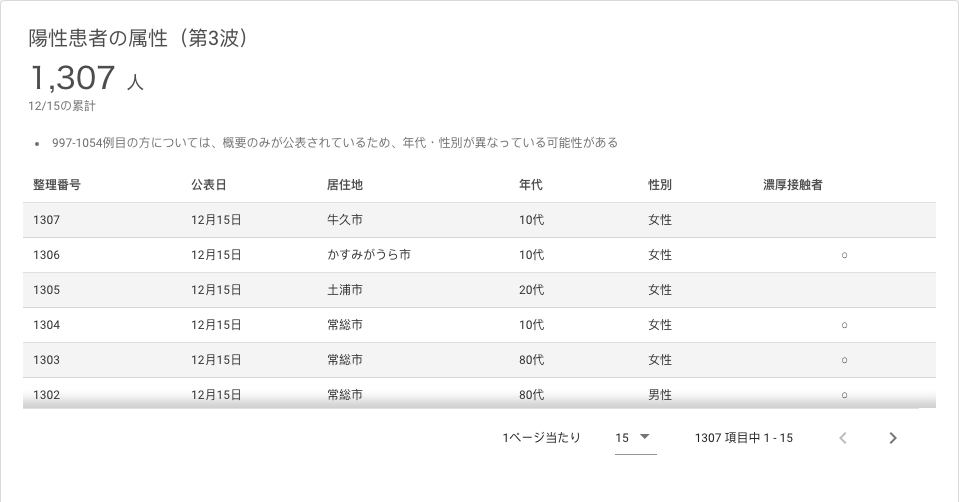 陽性患者の属性（第3波）
1,307 人
12/15の累計
• 997-1054例目の方については、概要のみが公表されているため、年代・性別が異なっている可能性がある
整理番号 公表日 居住地 年代 性別 濃厚接触者
1307 12月15日 牛久市 10代 女性
1306 12月15日 かすみがうら市 10代 女性 ○
1305 12月15日 土浦市 20代 女性
1304 12月15日 常総市 10代 女性 ○
1303 12月15日 常総市 80代 女性 ○
1302 12月15日 常総市 80代 男性 ○
1ページ当たり 15 1307 項目中 1 - 15